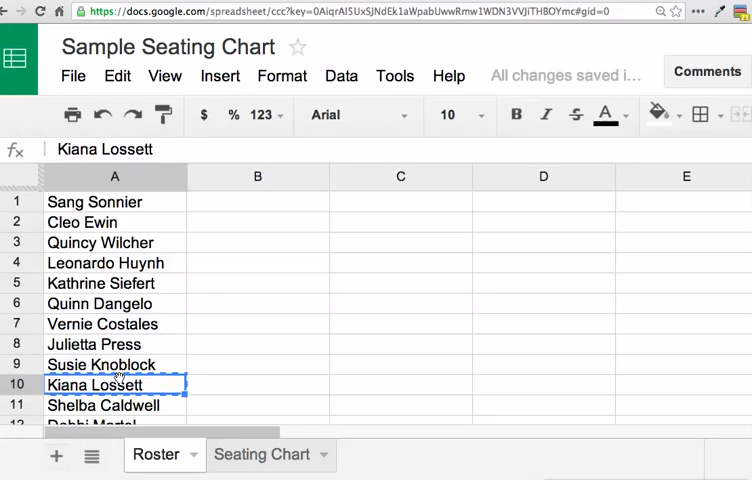 https://docs.google.com/spreadsheet/ccc?key=0AiqrAI5UxSJNdEk1aWpabUwwRmw1WDN3VVJiTHBOYmc#gid=0
Sample Seating Chart
File Edit View Insert Format Data Tools Help All changes saved i... Comments
$ % 123 Arial 10 B I S A
fx Kiana Lossett
A B C D E
1 Sang Sonnier
2 Cleo Ewin
3 Quincy Wilcher
4 Leonardo Huynh
5 Kathrine Siefert
6 Quinn Dangelo
7 Vernie Costales
8 Julietta Press
9 Susie Knoblock
10 Kiana Lossett
11 Shelba Caldwell
12 Debbi Martel
Roster Seating Chart